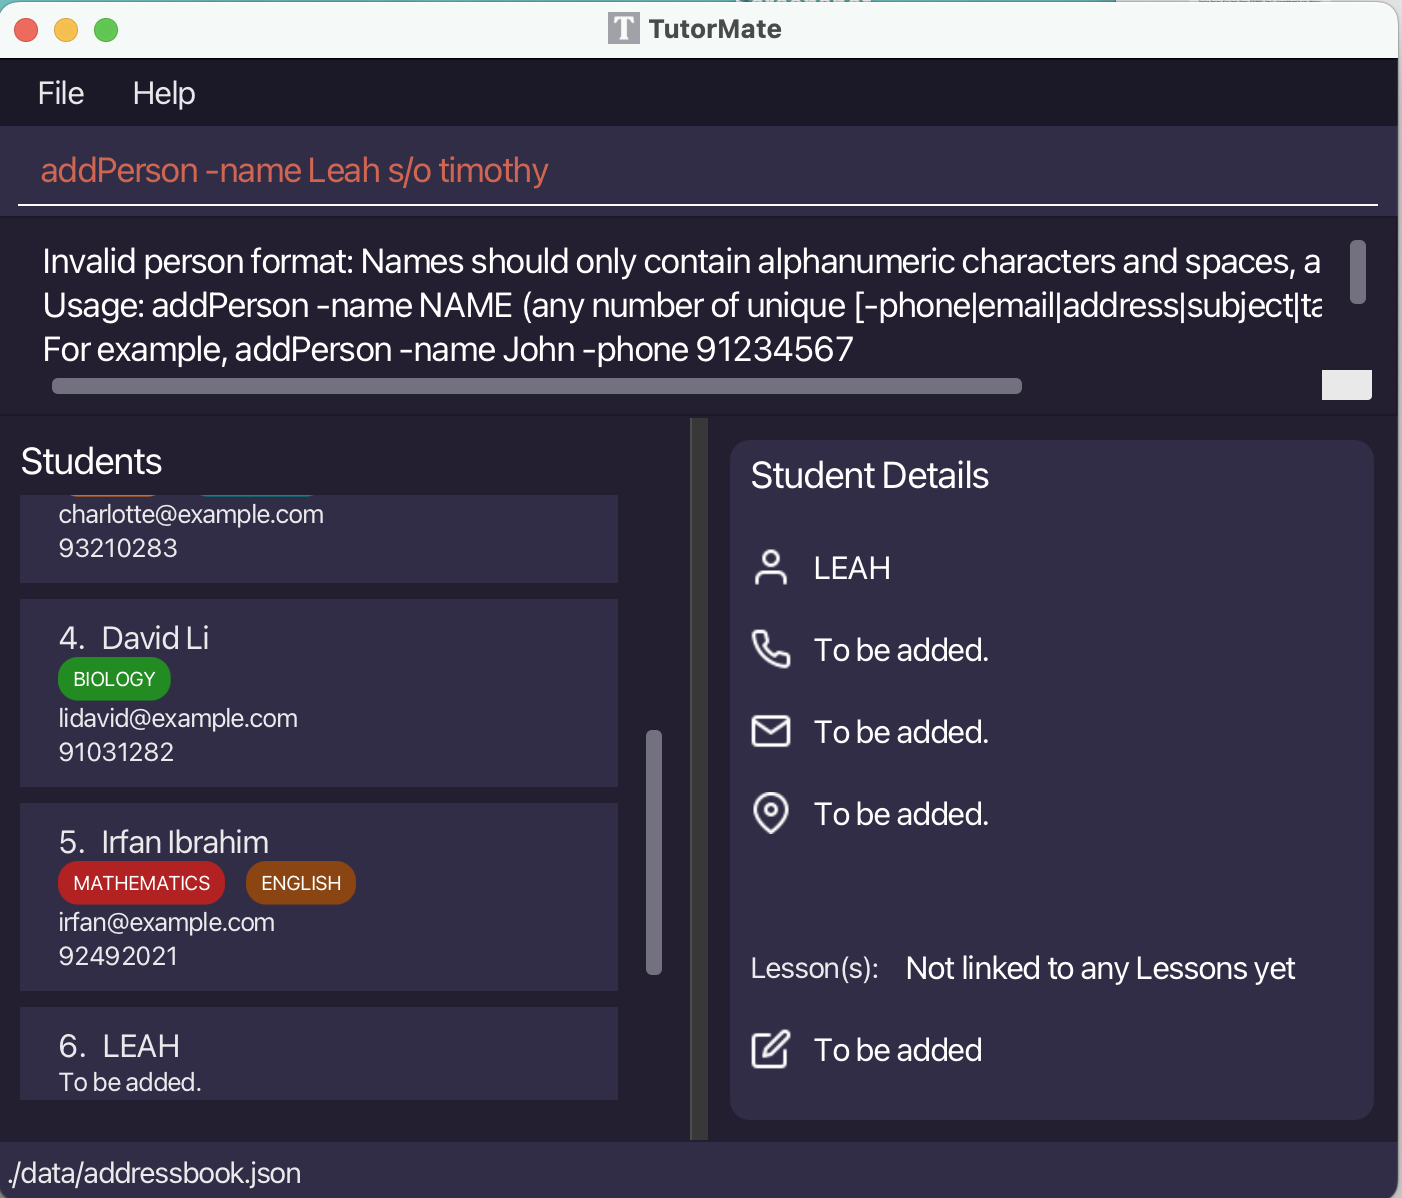 TutorMate
File Help
addPerson -name Leah s/o timothy
Invalid person format: Names should only contain alphanumeric characters and spaces, a
Usage: addPerson -name NAME (any number of unique [-phone|email|address|subject|ta
For example, addPerson -name John -phone 91234567
Students
charlotte@example.com
93210283
4. David Li
BIOLOGY
lidavid@example.com
91031282
5. Irfan Ibrahim
MATHEMATICS ENGLISH
irfan@example.com
92492021
6. LEAH
To be added.
Student Details
LEAH
To be added.
To be added.
To be added.
Lesson(s): Not linked to any Lessons yet
To be added
./data/addressbook.json